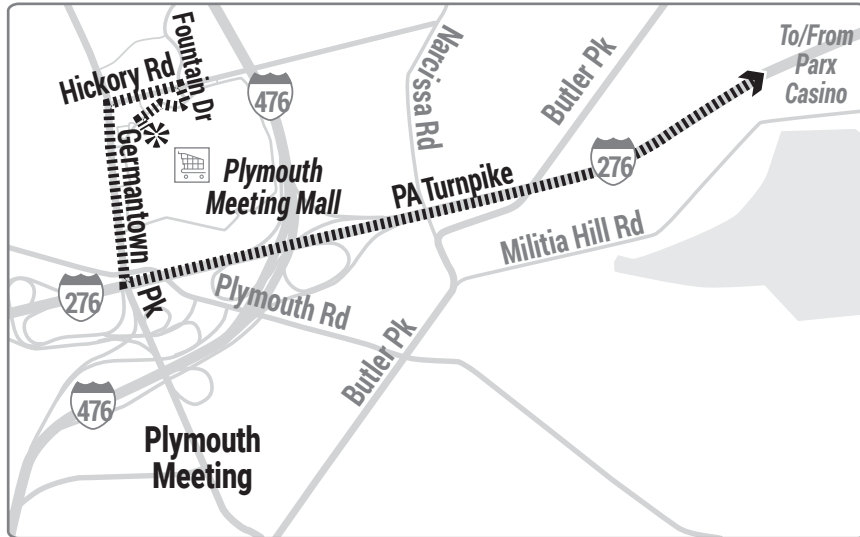 Fountain Dr
Hickory Rd
476
Narcissa Rd
Butler Pk
To/From
Parx
Casino
Germantown
Pk
Plymouth
Meeting Mall
PA Turnpike
276
Militia Hill Rd
276
Plymouth Rd
Butler Pk
476
Plymouth
Meeting